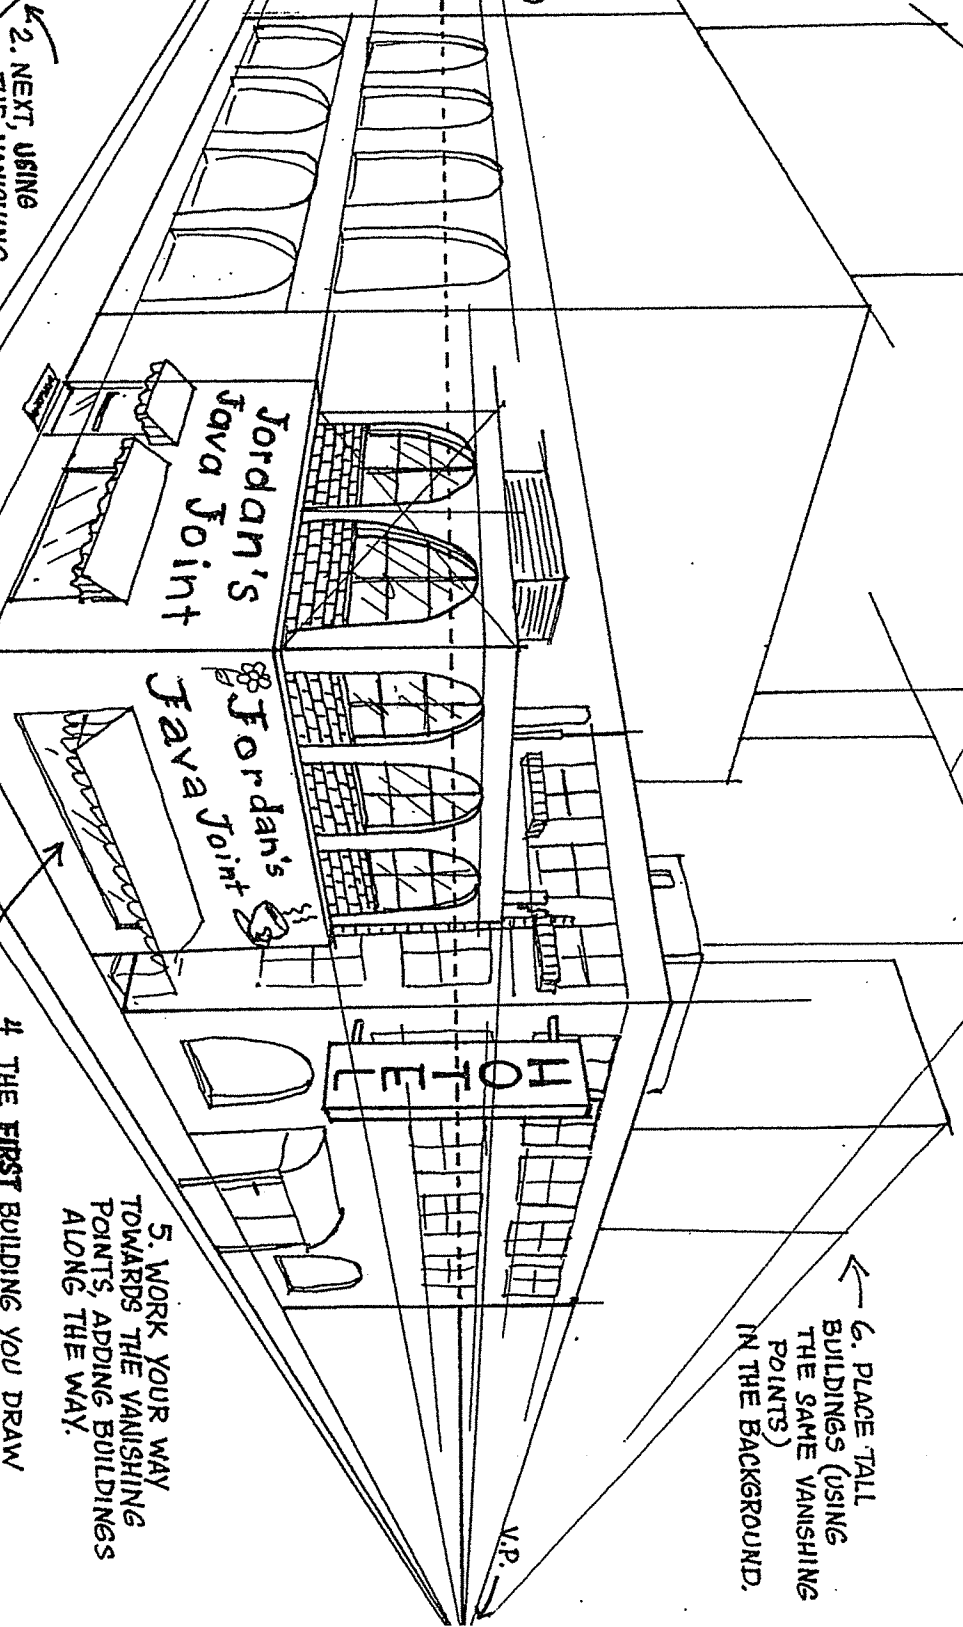 2. NEXT, USING
THE VANISHING
Jordan's
Java Joint
Jordan's
Java Joint
HOTEL
4. THE FIRST BUILDING YOU DRAW
5. WORK YOUR WAY
TOWARDS THE VANISHING
POINTS, ADDING BUILDINGS
ALONG THE WAY.
6. PLACE TALL
BUILDINGS (USING
THE SAME VANISHING
POINTS)
IN THE BACKGROUND.
V.P.